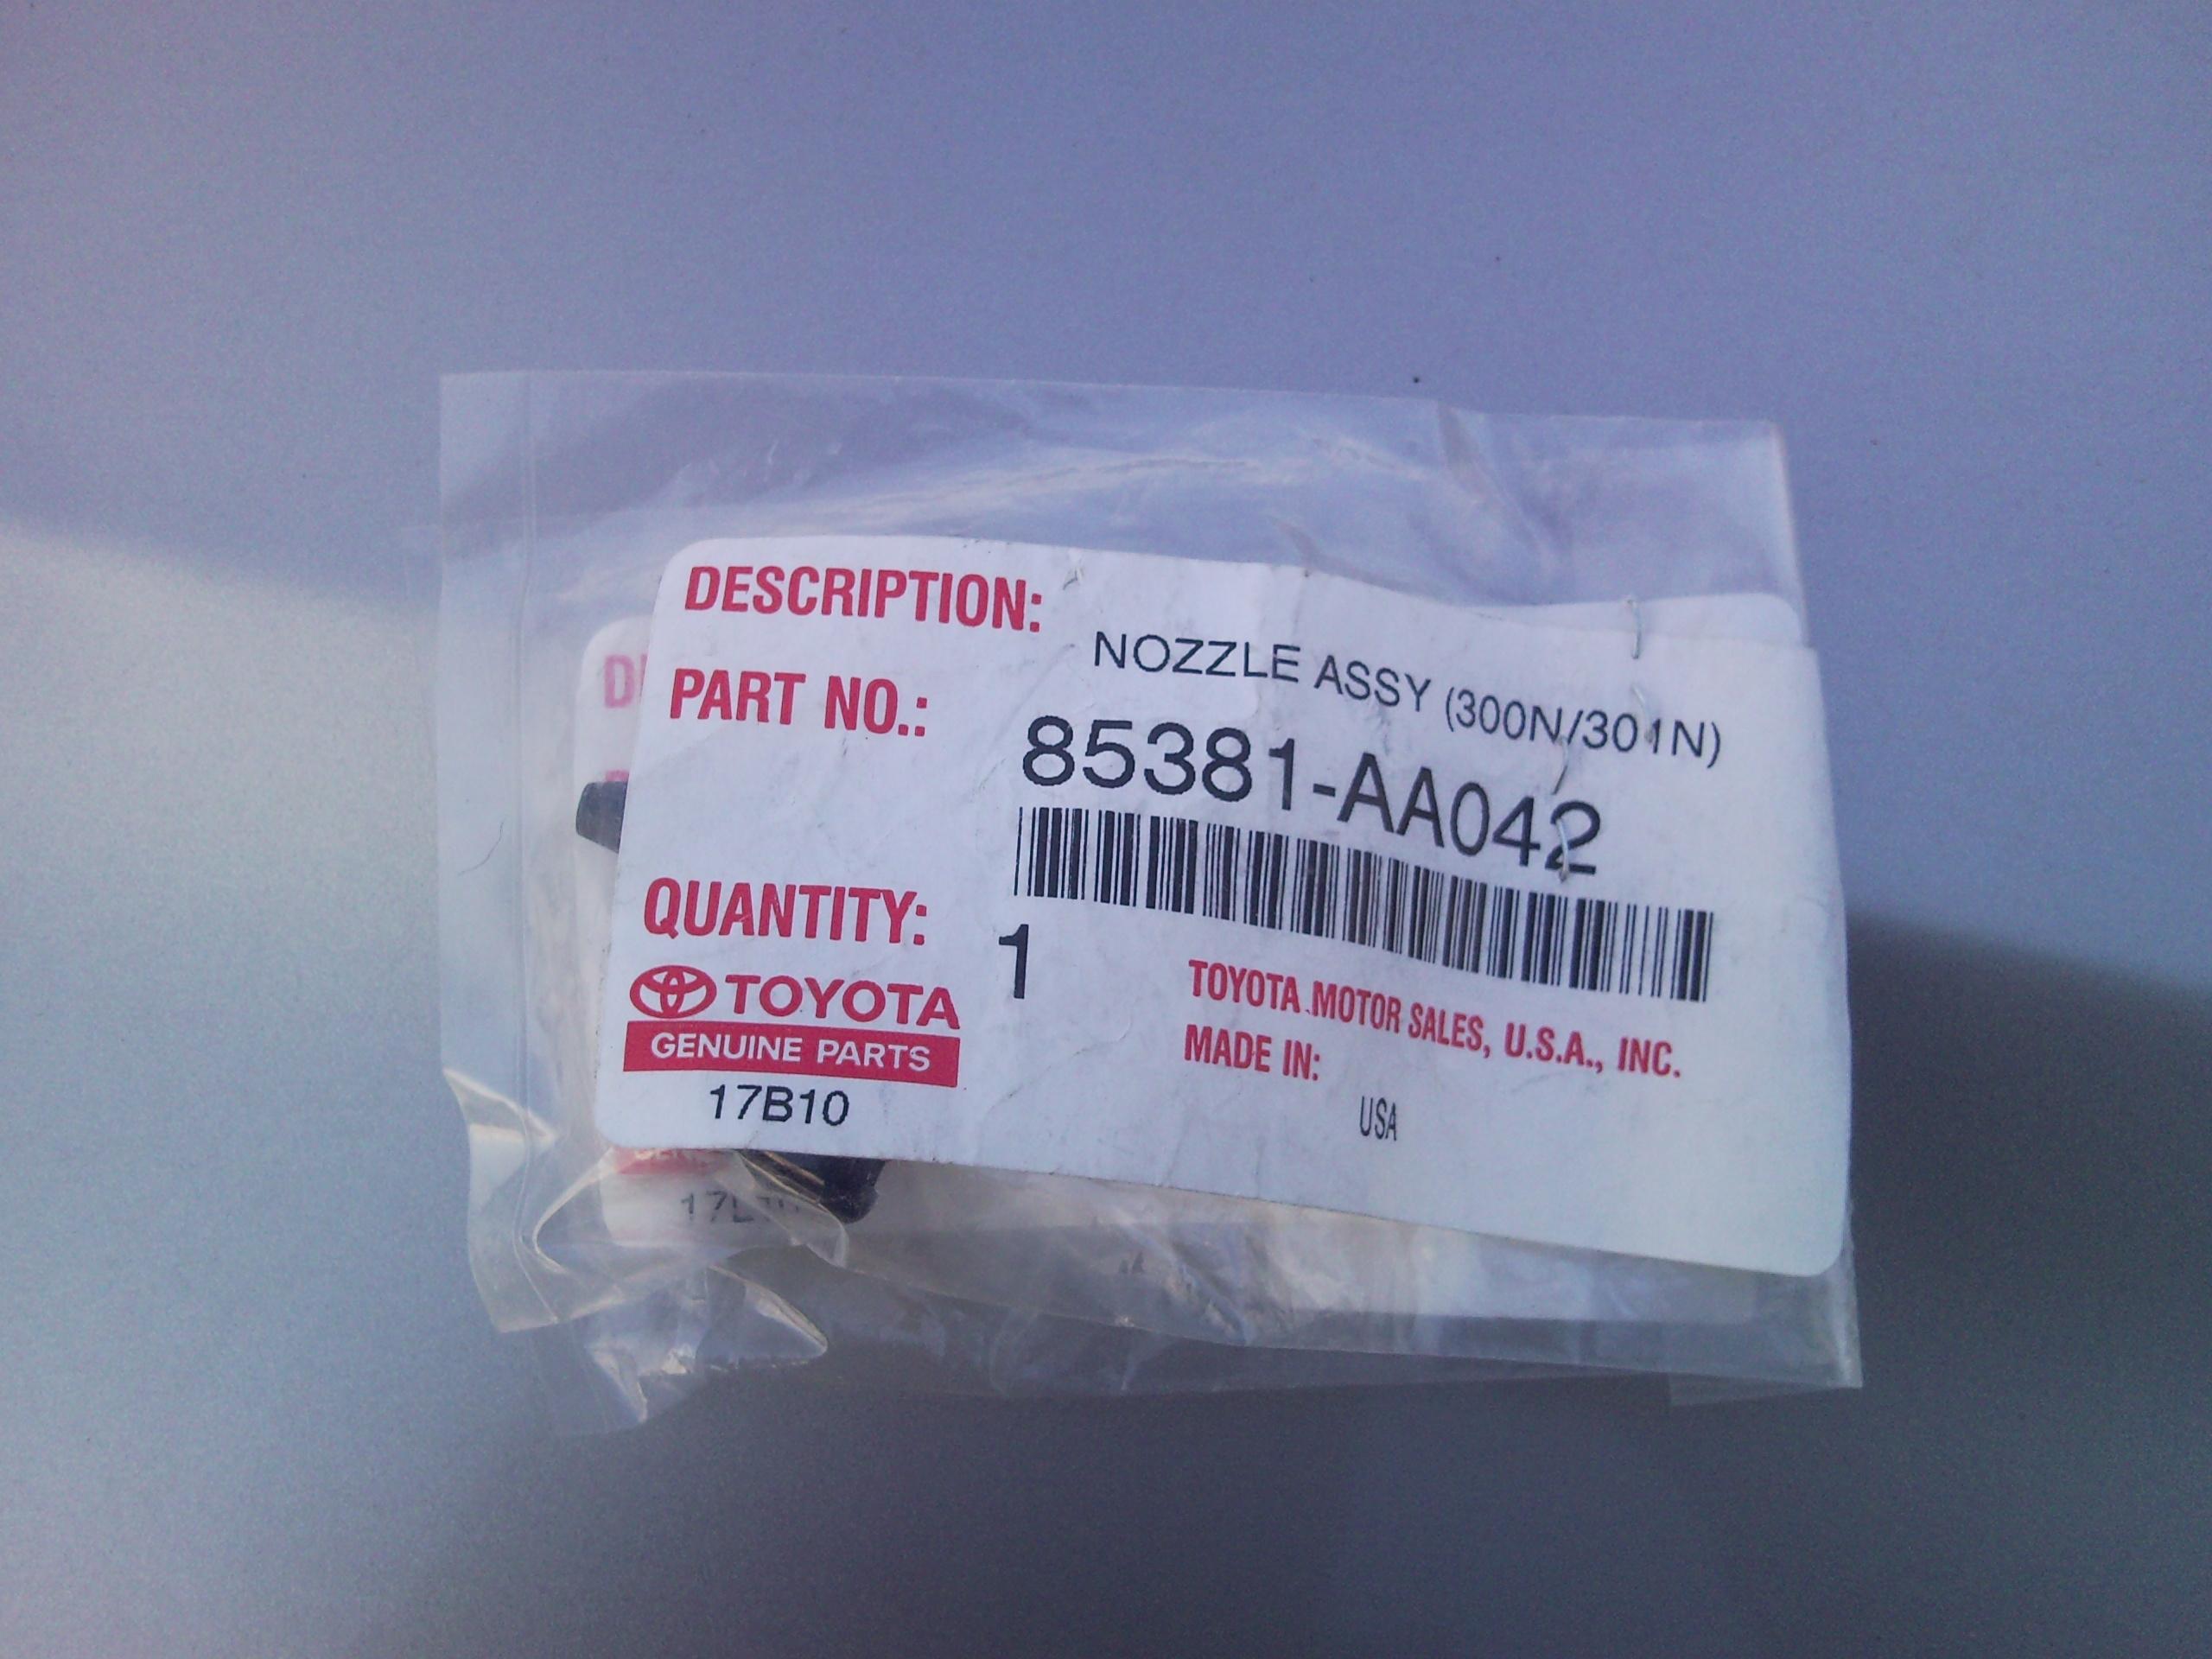 DESCRIPTION:
NOZZLE ASSY (300N/301N)
PART NO.:
85381-AA042
QUANTITY:
1
TOYOTA
GENUINE PARTS
17B10
TOYOTA MOTOR SALES, U.S.A., INC.
MADE IN:
USA